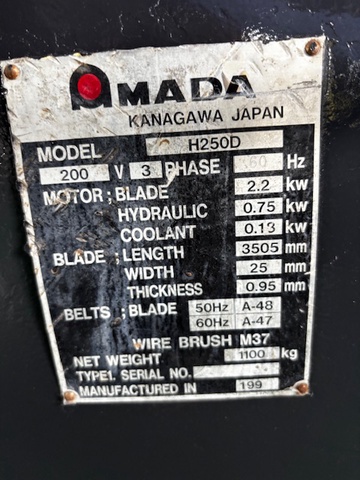 AMADA
KANAGAWA JAPAN
MODEL H250D
200 V 3 PHASE 60 Hz
MOTOR ; BLADE 2.2 kw
HYDRAULIC 0.75 kw
COOLANT 0.13 kw
BLADE ; LENGTH 3505 mm
WIDTH 25 mm
THICKNESS 0.95 mm
BELTS ; BLADE 50Hz A-48
60Hz A-47
WIRE BRUSH M37
NET WEIGHT 1100 kg
TYPE1. SERIAL NO.
MANUFACTURED IN 199